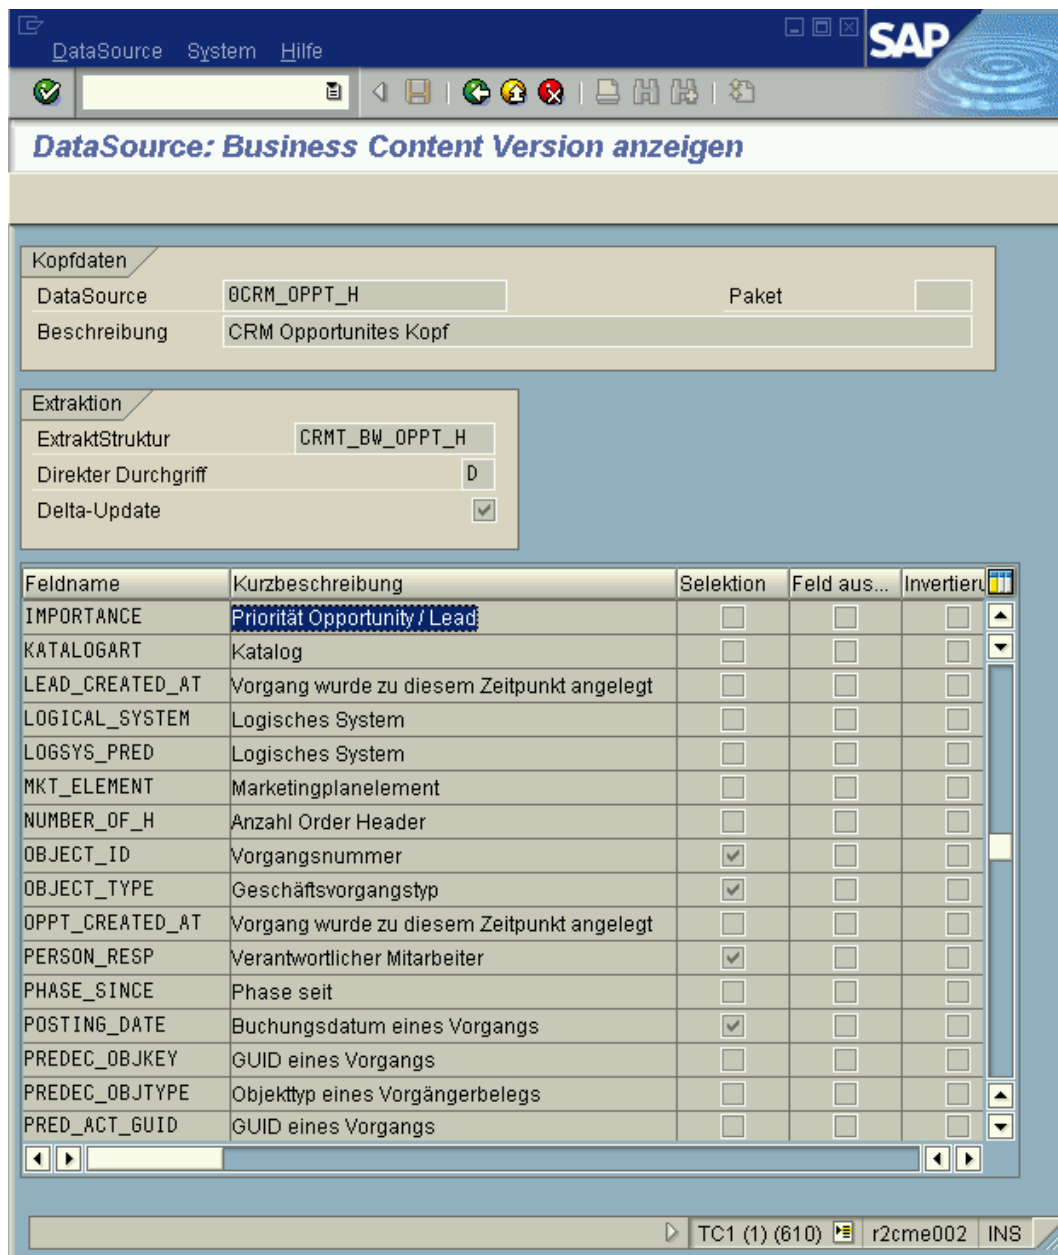 DataSource System Hilfe
SAP
DataSource: Business Content Version anzeigen
Kopfdaten
DataSource 0CRM_OPPT_H Paket
Beschreibung CRM Opportunites Kopf
Extraktion
ExtraktStruktur CRMT_BW_OPPT_H
Direkter Durchgriff D
Delta-Update
Feldname Kurzbeschreibung Selektion Feld aus... Invertieru
IMPORTANCE Priorität Opportunity / Lead
KATALOGART Katalog
LEAD_CREATED_AT Vorgang wurde zu diesem Zeitpunkt angelegt
LOGICAL_SYSTEM Logisches System
LOGSYS_PRED Logisches System
MKT_ELEMENT Marketingplanelement
NUMBER_OF_H Anzahl Order Header
OBJECT_ID Vorgangsnummer
OBJECT_TYPE Geschäftsvorgangstyp
OPPT_CREATED_AT Vorgang wurde zu diesem Zeitpunkt angelegt
PERSON_RESP Verantwortlicher Mitarbeiter
PHASE_SINCE Phase seit
POSTING_DATE Buchungsdatum eines Vorgangs
PREDEC_OBJKEY GUID eines Vorgangs
PREDEC_OBJTYPE Objekttyp eines Vorgängerbelegs
PRED_ACT_GUID GUID eines Vorgangs
TC1 (1) (610) r2cme002 INS